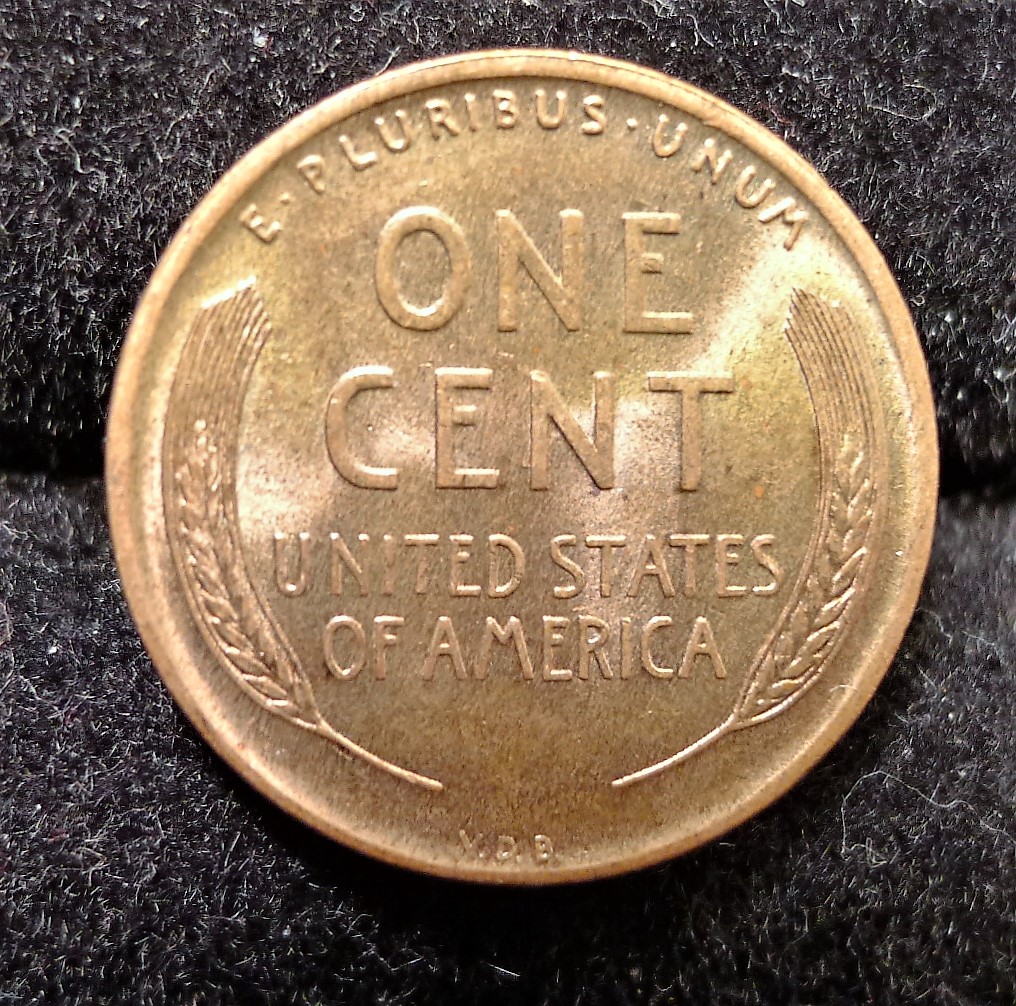 E·PLURIBUS·UNUM
ONE
CENT
UNITED STATES
OF AMERICA
V.D.B.